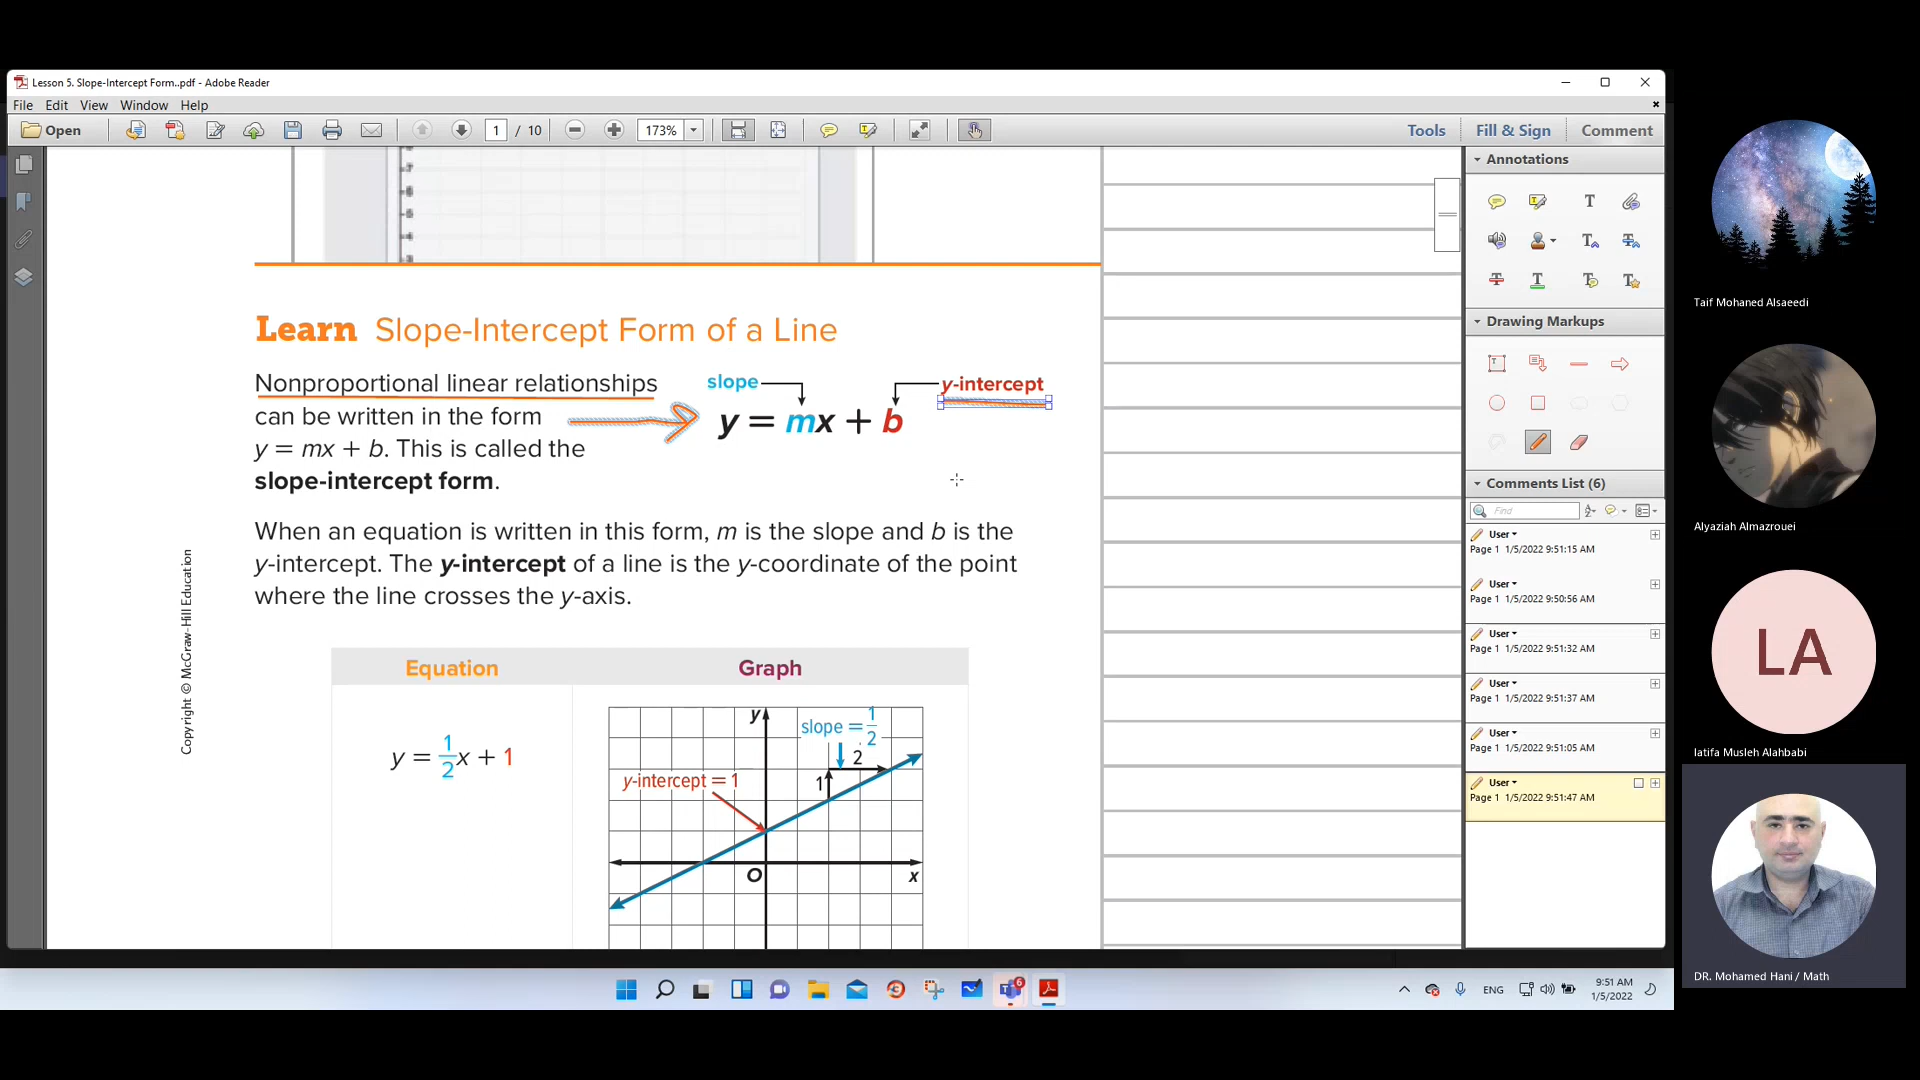 Lesson 5. Slope-Intercept Form..pdf - Adobe Reader
File Edit View Window Help
Open 1 / 10 173% Tools Fill & Sign Comment
Learn Slope-Intercept Form of a Line
Nonproportional linear relationships
can be written in the form
y = mx + b. This is called the
slope-intercept form.
slope y-intercept
y = mx + b
When an equation is written in this form, m is the slope and b is the
y-intercept. The y-intercept of a line is the y-coordinate of the point
where the line crosses the y-axis.
Copyright © McGraw-Hill Education
Equation Graph
y = 1/2x + 1
y
slope = 1/2
2
1
y-intercept = 1
O
x
Annotations
T
Drawing Markups
Comments List (6)
Find
User
Page 1 1/5/2022 9:51:15 AM
User
Page 1 1/5/2022 9:50:56 AM
User
Page 1 1/5/2022 9:51:32 AM
User
Page 1 1/5/2022 9:51:37 AM
User
Page 1 1/5/2022 9:51:05 AM
User
Page 1 1/5/2022 9:51:47 AM
Taif Mohaned Alsaeedi
Alyaziah Almazrouei
LA
latifa Musleh Alahbabi
DR. Mohamed Hani / Math
6
ENG
9:51 AM
1/5/2022